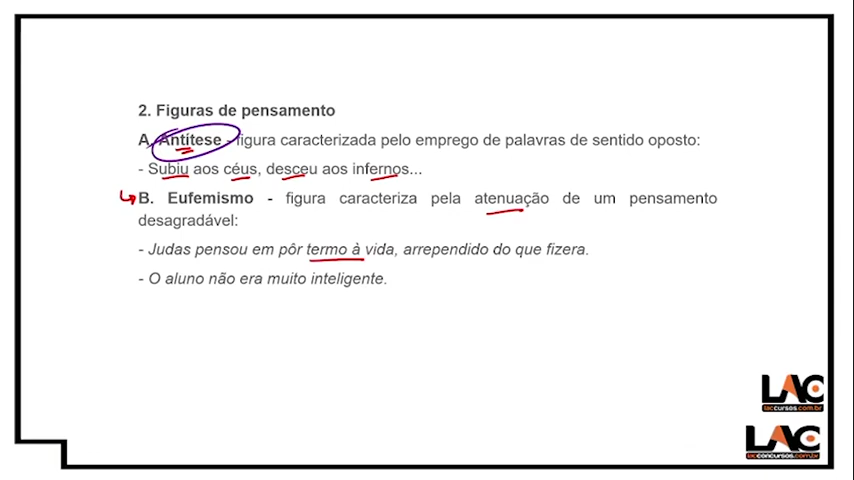 2. Figuras de pensamento
A. Antítese - figura caracterizada pelo emprego de palavras de sentido oposto:
- Subiu aos céus, desceu aos infernos...
B. Eufemismo - figura caracteriza pela atenuação de um pensamento
desagradável:
- Judas pensou em pôr termo à vida, arrependido do que fizera.
- O aluno não era muito inteligente.
LAC
laccursos.com.br
LAC
lacconcursos.com.br